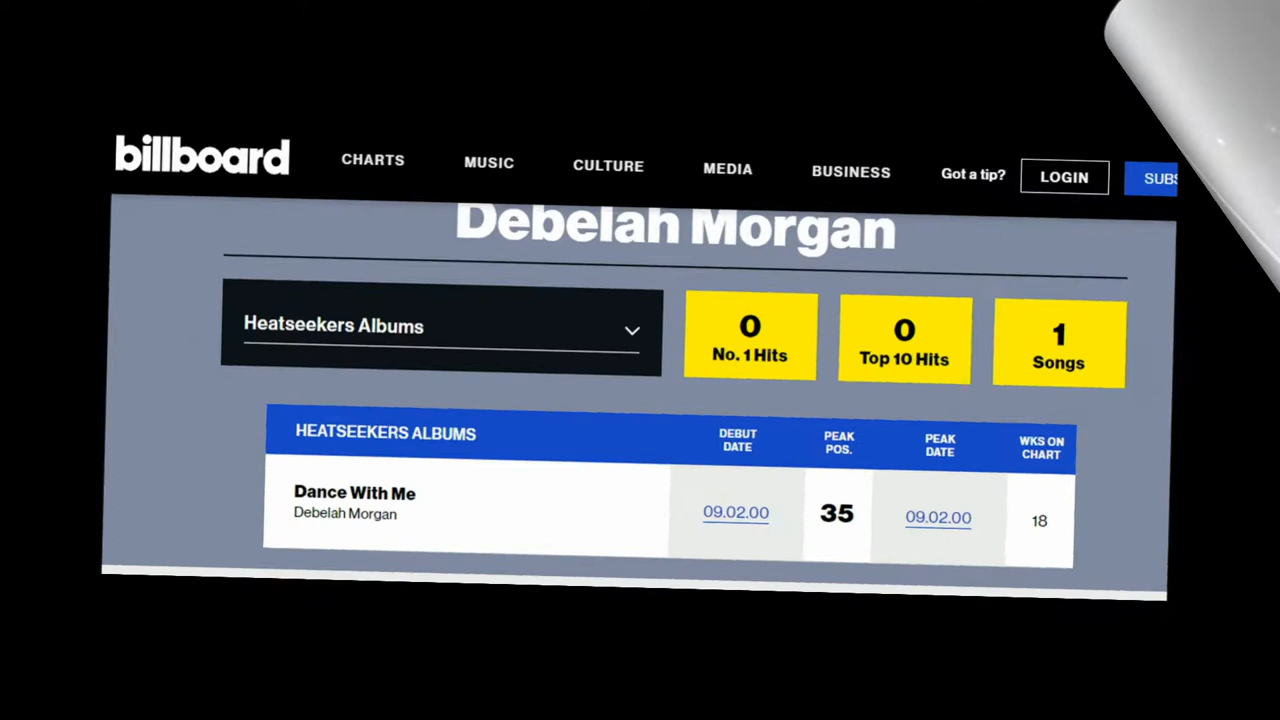 billboard CHARTS MUSIC CULTURE MEDIA BUSINESS Got a tip? LOGIN
Debelah Morgan
Heatseekers Albums
0
No. 1 Hits
0
Top 10 Hits
1
Songs
HEATSEEKERS ALBUMS
DEBUT
DATE
PEAK
POS.
PEAK
DATE
WKS ON
CHART
Dance With Me
Debelah Morgan
09.02.00
35
09.02.00
18